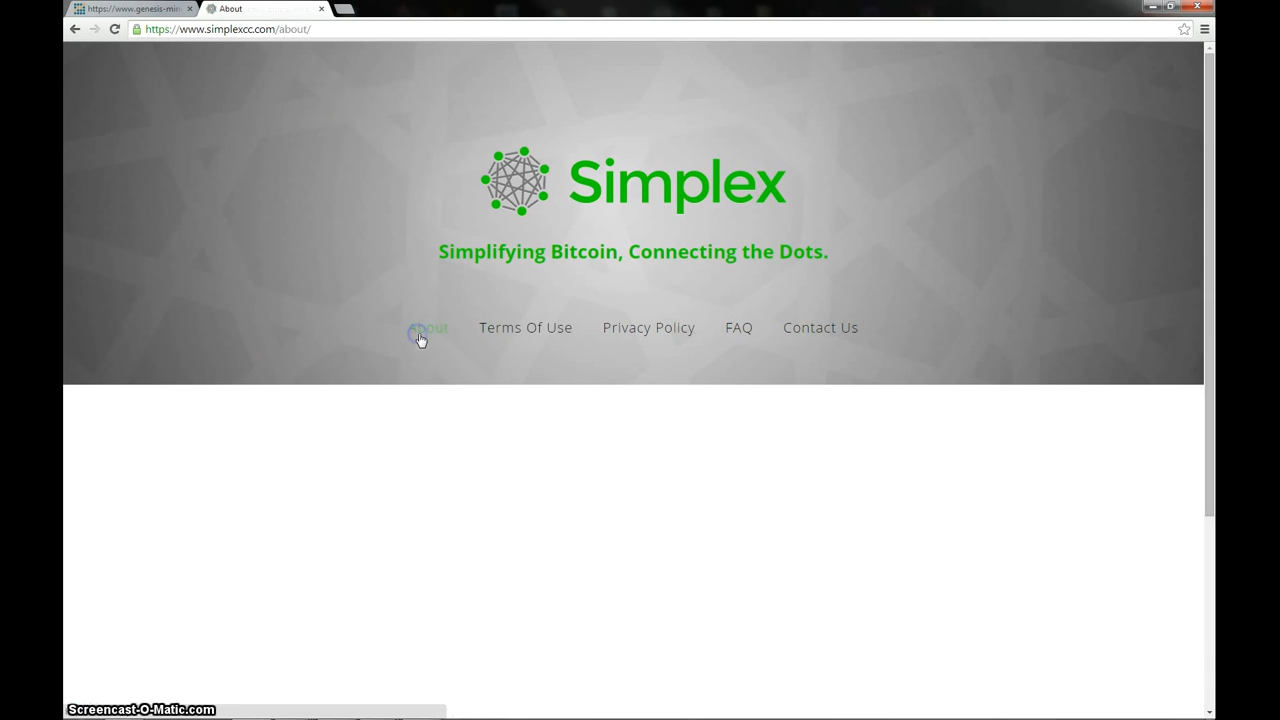 https://www.genesis-min
About
https://www.simplexcc.com/about/
Simplex
Simplifying Bitcoin, Connecting the Dots.
About Terms Of Use Privacy Policy FAQ Contact Us
Screencast-O-Matic.com